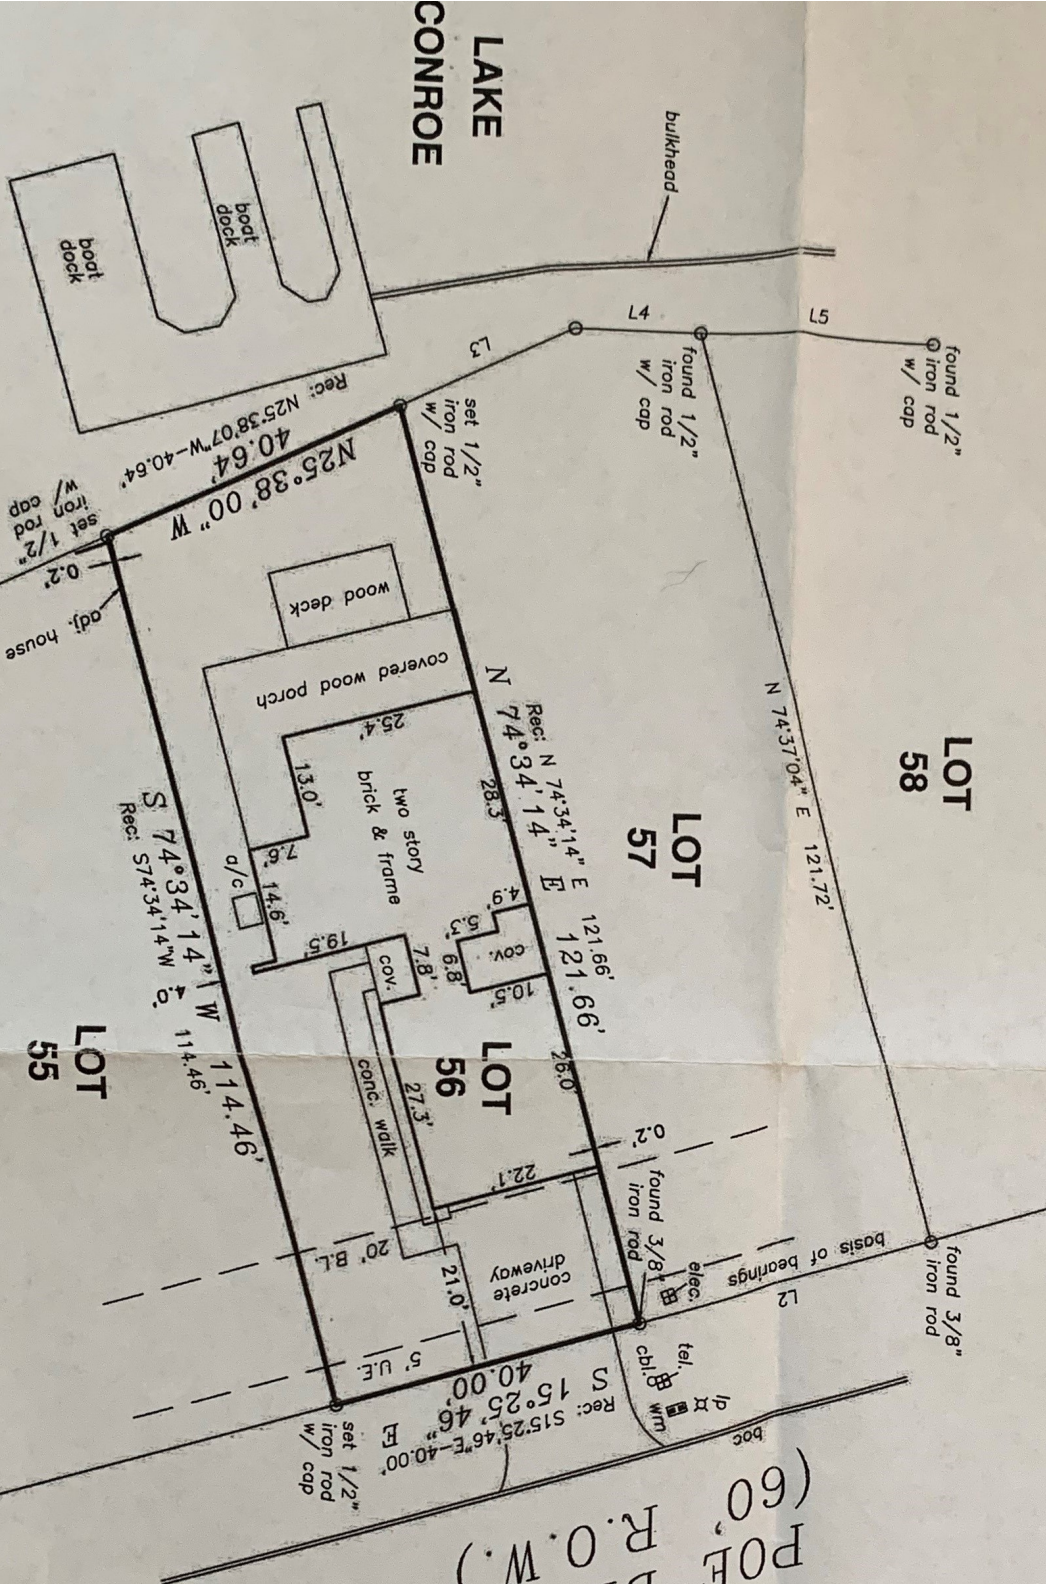 LAKE
CONROE
bulkhead
boat
dock
boat
dock
L3
L4
L5
found 1/2"
iron rod
w/ cap
found 1/2"
iron rod
w/ cap
set 1/2"
iron rod
w/ cap
Rec: N25°38'07"W-40.64'
40.64'
N25°38'00"W
set 1/2"
iron rod
w/ cap
0.2'
adj. house
wood deck
covered wood porch
25.4'
13.0'
7.6'
14.6'
a/c
19.5'
two story
brick & frame
28.3'
4.9'
5.3'
cov.
6.8'
10.5'
7.8'
cov.
N 74°34'14" E 121.66'
Rec: N 74°34'14" E 121.66'
N 74°37'04" E 121.72'
LOT
58
LOT
57
LOT
56
LOT
55
S 74°34'14" W 114.46'
Rec: S74°34'14"W 114.46'
conc. walk
27.3'
26.0'
0.2'
22.1'
20' B.L.
21.0'
concrete
driveway
5' U.E.
found 3/8"
iron rod
elec.
basis of bearings
L2
found 3/8"
iron rod
tel.
cbl.
wm
lp
boc
40.00'
S 15°25'46" E
Rec: S15°25'46"E-40.00'
set 1/2"
iron rod
w/ cap
POE
(60' R.O.W.)